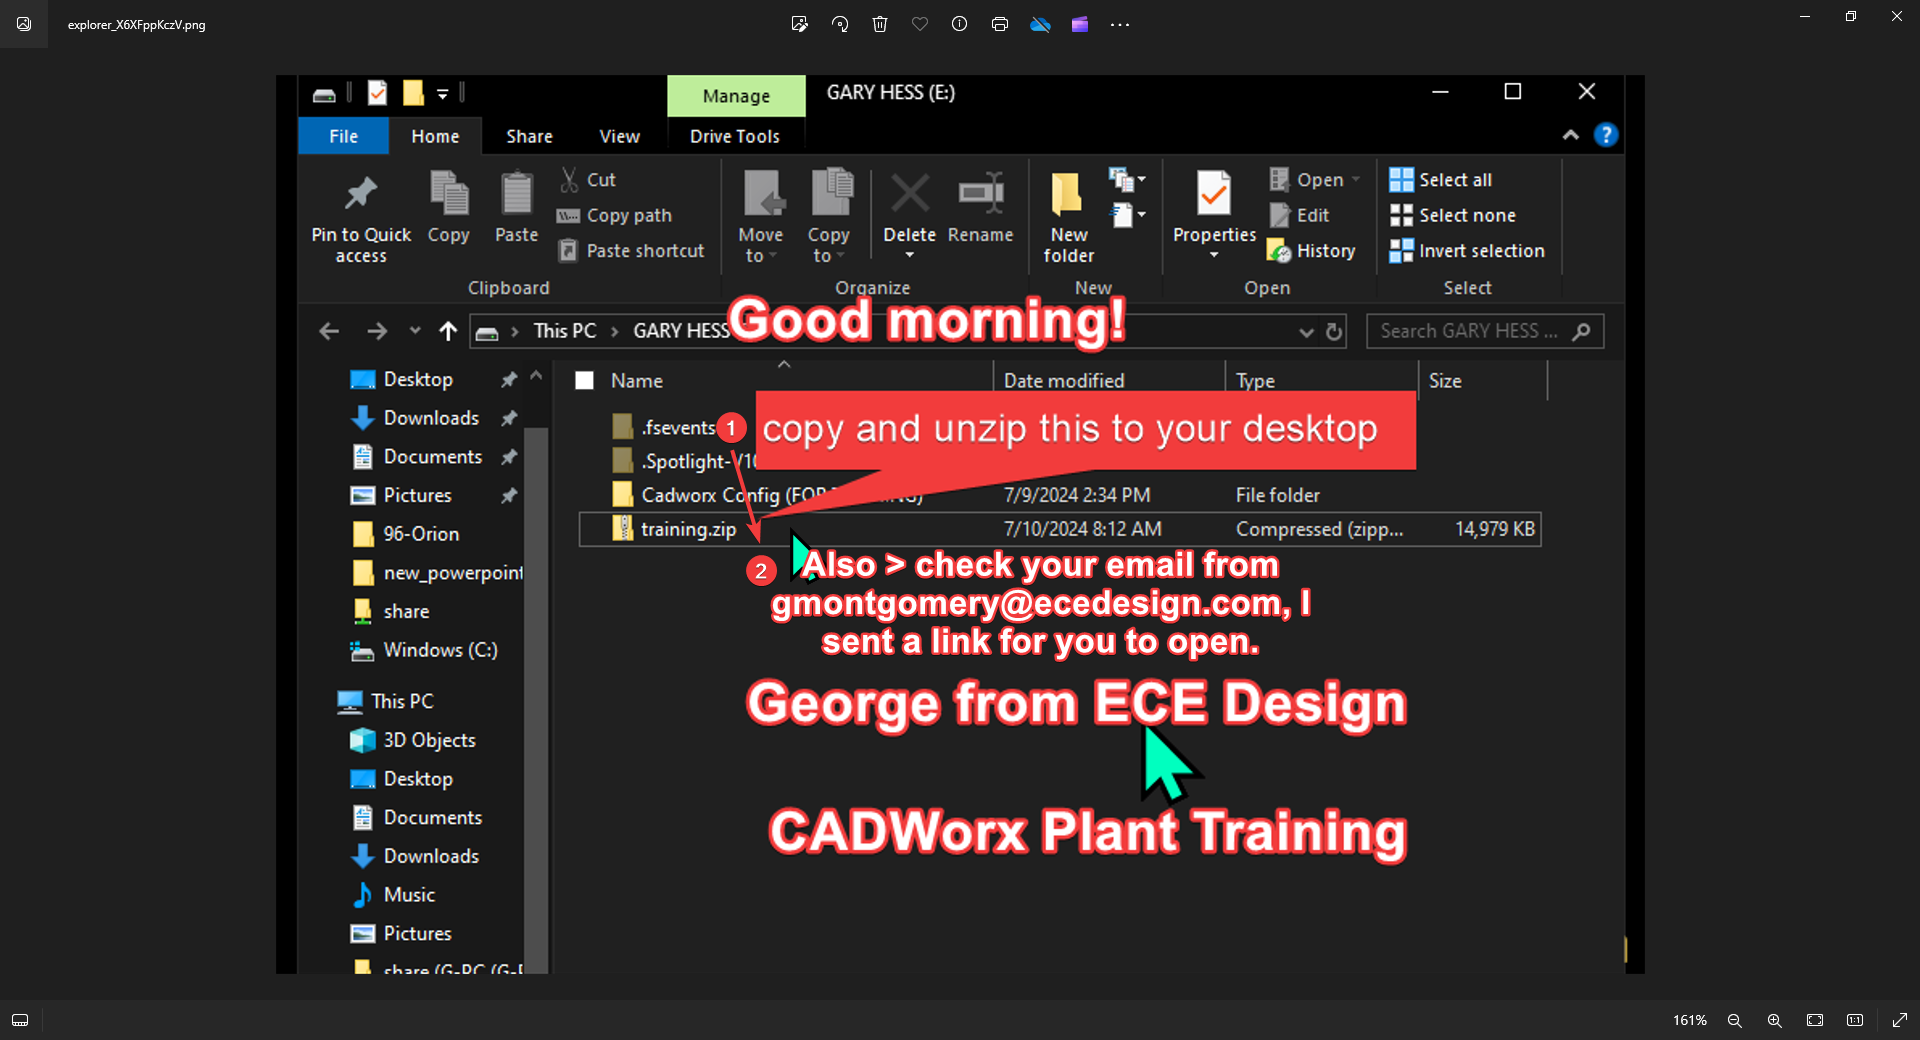 explorer_X6XFppKczV.png
Manage
GARY HESS (E:)
File
Home
Share
View
Drive Tools
Pin to Quick access
Copy
Paste
Cut
Copy path
Paste shortcut
Clipboard
Move to
Copy to
Delete
Rename
Organize
New folder
New
Properties
Open
Edit
History
Open
Select all
Select none
Invert selection
Select
Good morning!
This PC > GARY HESS
Search GARY HESS ...
Name
Date modified
Type
Size
1
copy and unzip this to your desktop
.fsevents
.Spotlight-
Cadworx Config
7/9/2024 2:34 PM
File folder
training.zip
7/10/2024 8:12 AM
Compressed (zipp...
14,979 KB
2
Also > check your email from
gmontgomery@ecedesign.com, I
sent a link for you to open.
George from ECE Design
CADWorx Plant Training
Desktop
Downloads
Documents
Pictures
96-Orion
new_powerpoint
share
Windows (C:)
This PC
3D Objects
Desktop
Documents
Downloads
Music
Pictures
share (G-PC (G-
161%
1:1